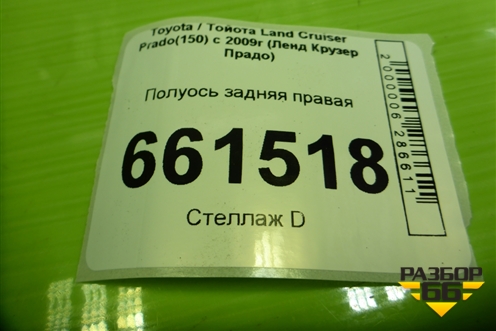 Toyota / Тойота Land Cruiser
Prado(150) с 2009г (Ленд Крузер
Прадо)
Полуось задняя правая
661518
Стеллаж D
2000006286611
РАЗБОР
66